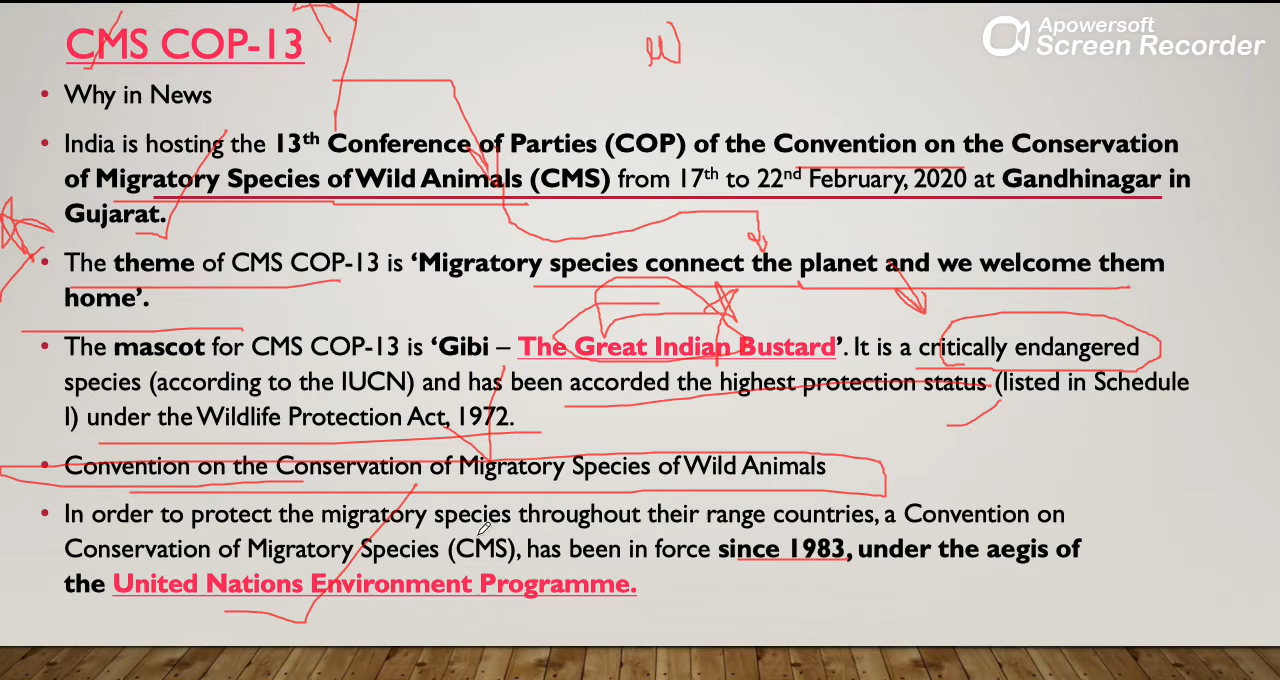 Apowersoft
Screen Recorder
CMS COP-13
• Why in News
• India is hosting the 13th Conference of Parties (COP) of the Convention on the Conservation
of Migratory Species of Wild Animals (CMS) from 17th to 22nd February, 2020 at Gandhinagar in
Gujarat.
• The theme of CMS COP-13 is ‘Migratory species connect the planet and we welcome them
home’.
• The mascot for CMS COP-13 is ‘Gibi – The Great Indian Bustard’. It is a critically endangered
species (according to the IUCN) and has been accorded the highest protection status (listed in Schedule
I) under the Wildlife Protection Act, 1972.
• Convention on the Conservation of Migratory Species of Wild Animals
• In order to protect the migratory species throughout their range countries, a Convention on
Conservation of Migratory Species (CMS), has been in force since 1983, under the aegis of
the United Nations Environment Programme.